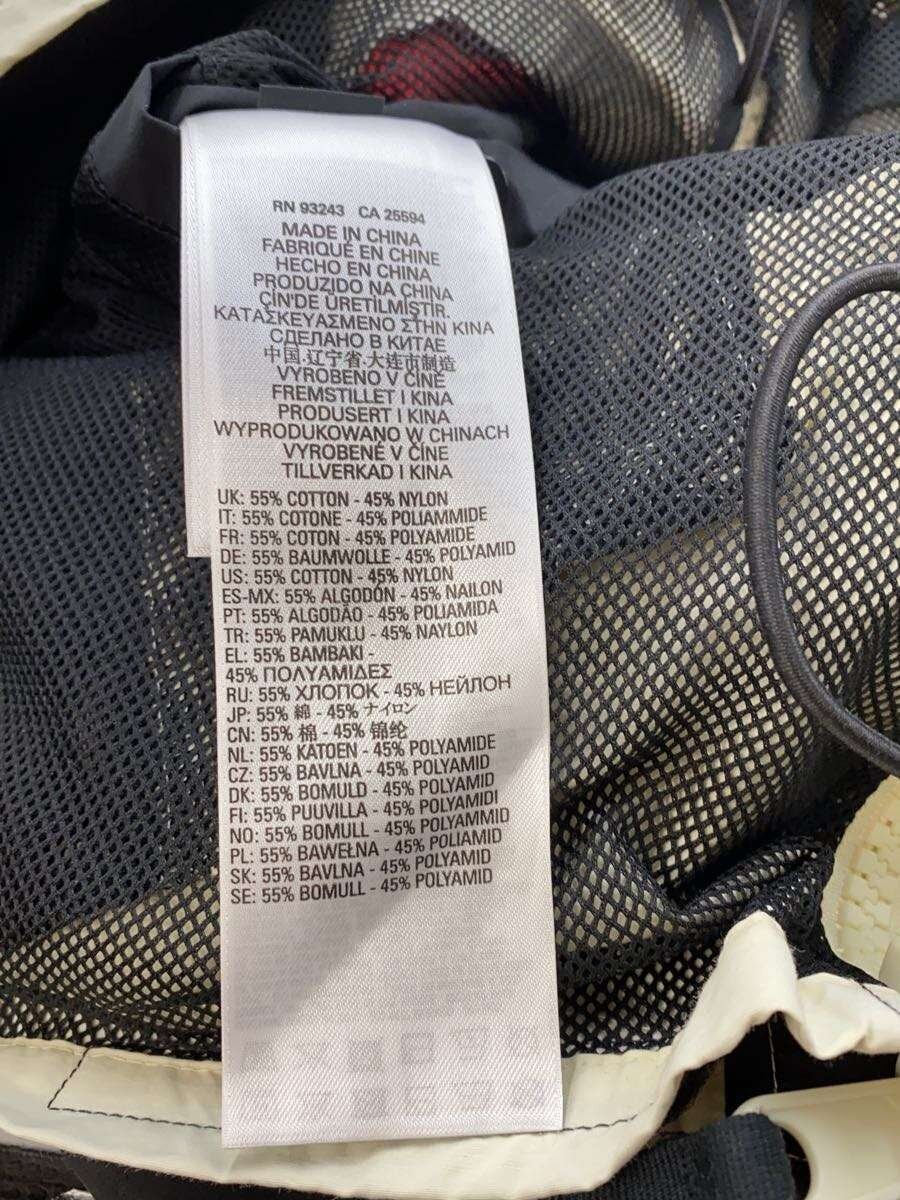 RN 93243 CA 25594
MADE IN CHINA
FABRIQUÉ EN CHINE
HECHO EN CHINA
PRODUZIDO NA CHINA
ÇIN'DE ÜRETILMIŞTIR.
ΚΑΤΑΣΚΕΥΑΣΜΕΝΟ ΣΤΗΝ ΚΙΝΑ
СДЕЛАНО В КИТАЕ
中国.辽宁省.大连市制造
VYROBENO V ČÍNĚ
FREMSTILLET I KINA
PRODUSERT I KINA
WYPRODUKOWANO W CHINACH
VYROBENÉ V ČÍNE
TILLVERKAD I KINA
UK: 55% COTTON - 45% NYLON
IT: 55% COTONE - 45% POLIAMMIDE
FR: 55% COTON - 45% POLYAMIDE
DE: 55% BAUMWOLLE - 45% POLYAMID
US: 55% COTTON - 45% NYLON
ES-MX: 55% ALGODÓN - 45% NAILON
PT: 55% ALGODÃO - 45% POLIAMIDA
TR: 55% PAMUKLU - 45% NAYLON
EL: 55% ΒΑΜΒΑΚΙ -
45% ΠΟΛΥΑΜΙΔΕΣ
RU: 55% ХЛОПОК - 45% НЕЙЛОН
JP: 55% 綿 - 45% ナイロン
CN: 55% 棉 - 45% 锦纶
NL: 55% KATOEN - 45% POLYAMIDE
CZ: 55% BAVLNA - 45% POLYAMID
DK: 55% BOMULD - 45% POLYAMID
FI: 55% PUUVILLA - 45% POLYAMIDI
NO: 55% BOMULL - 45% POLYAMMID
PL: 55% BAWEŁNA - 45% POLIAMID
SK: 55% BAVLNA - 45% POLYAMID
SE: 55% BOMULL - 45% POLYAMID